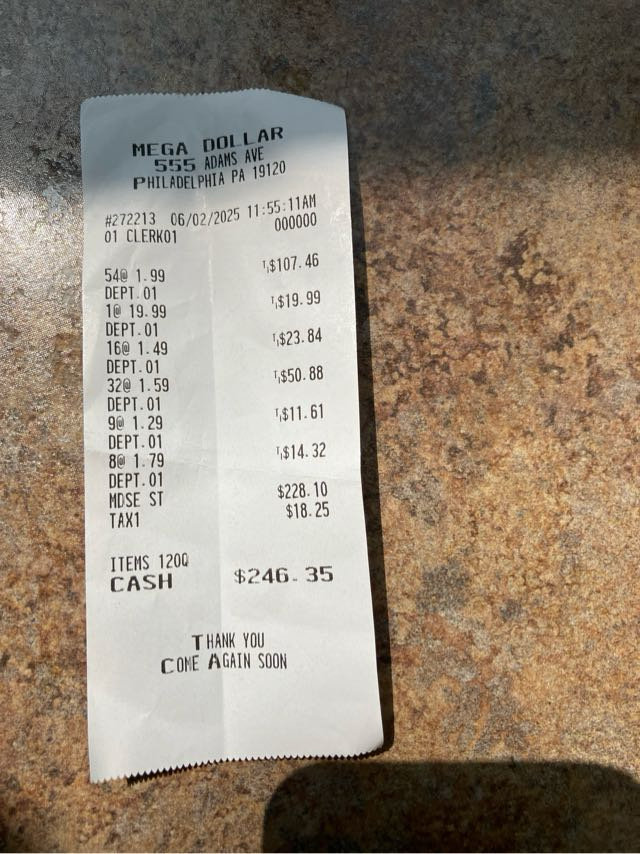 MEGA DOLLAR
555 ADAMS AVE
PHILADELPHIA PA 19120
#272213 06/02/2025 11:55:11AM
01 CLERK01 000000
54@ 1.99
DEPT.01 T₁$107.46
1@ 19.99
DEPT.01 T₁$19.99
16@ 1.49
DEPT.01 T₁$23.84
32@ 1.59
DEPT.01 T₁$50.88
9@ 1.29
DEPT.01 T₁$11.61
8@ 1.79
DEPT.01 T₁$14.32
MDSE ST $228.10
TAX1 $18.25
ITEMS 120Q
CASH $246.35
THANK YOU
COME AGAIN SOON